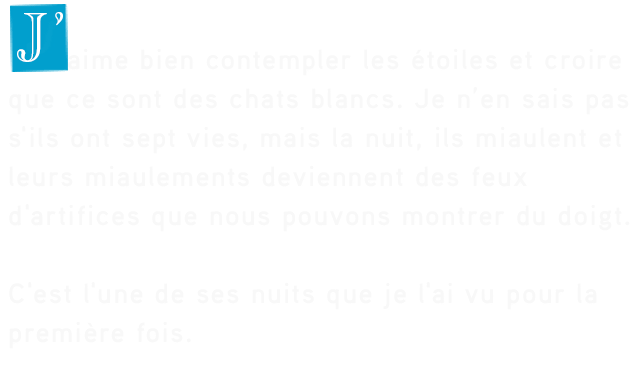 J'aime bien contempler les étoiles et croire
que ce sont des chats blancs. Je n'en sais pas
s'ils ont sept vies, mais la nuit, ils miaulent et
leurs miaulements deviennent des feux
d'artifices que nous pouvons montrer du doigt.
C'est l'une de ses nuits que je l'ai vu pour la
première fois.